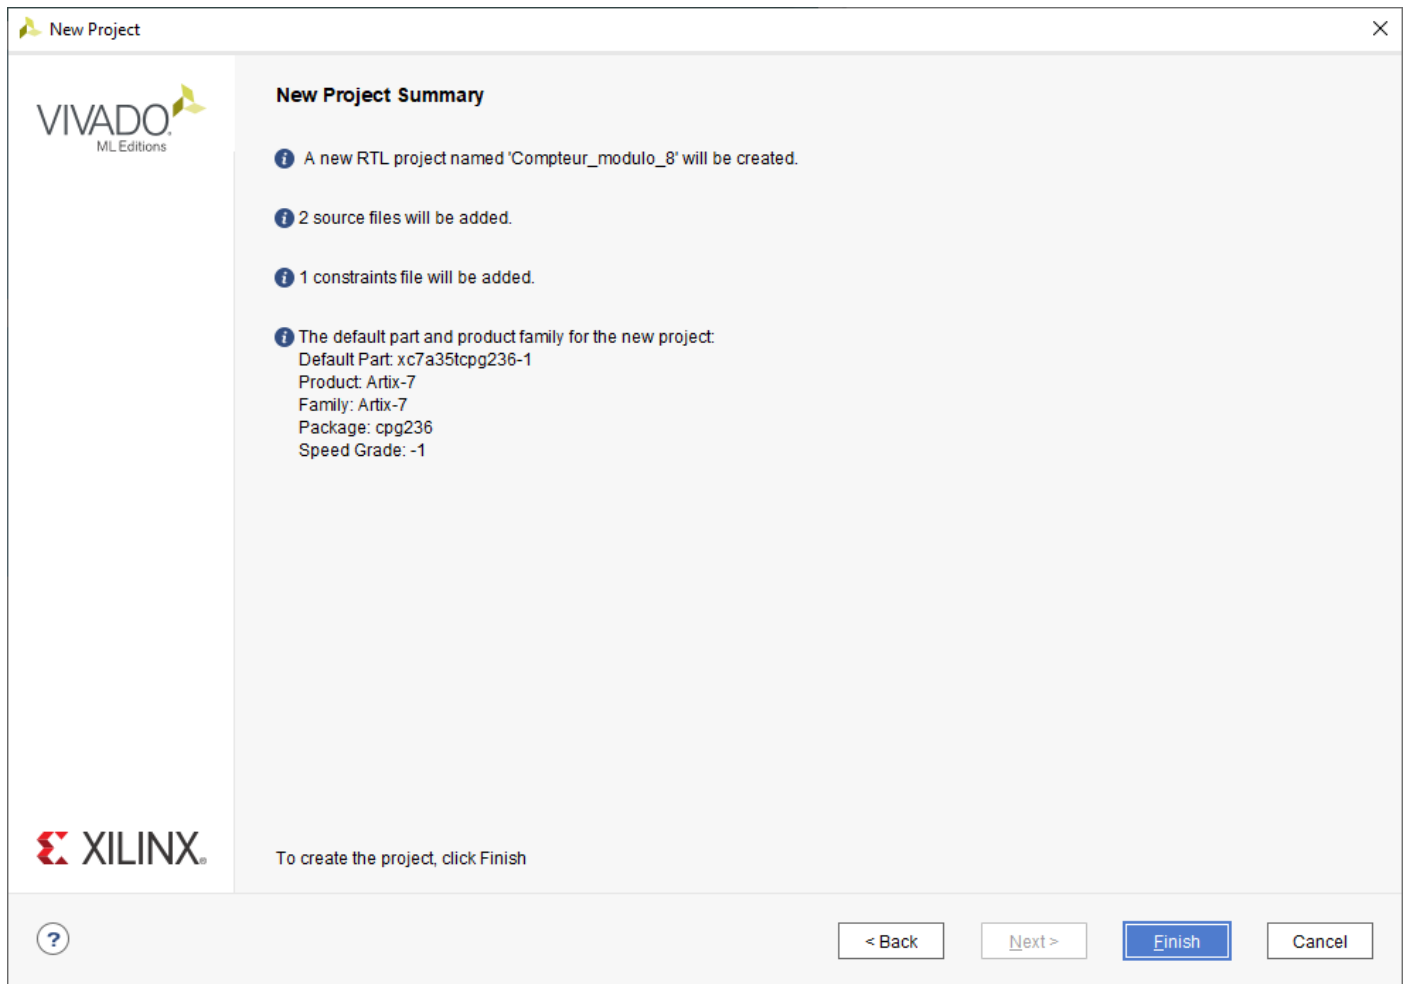 New Project
VIVADO.
ML Editions
New Project Summary
A new RTL project named 'Compteur_modulo_8' will be created.
2 source files will be added.
1 constraints file will be added.
The default part and product family for the new project:
Default Part: xc7a35tcpg236-1
Product: Artix-7
Family: Artix-7
Package: cpg236
Speed Grade: -1
XILINX
To create the project, click Finish
?
< Back
Next >
Finish
Cancel